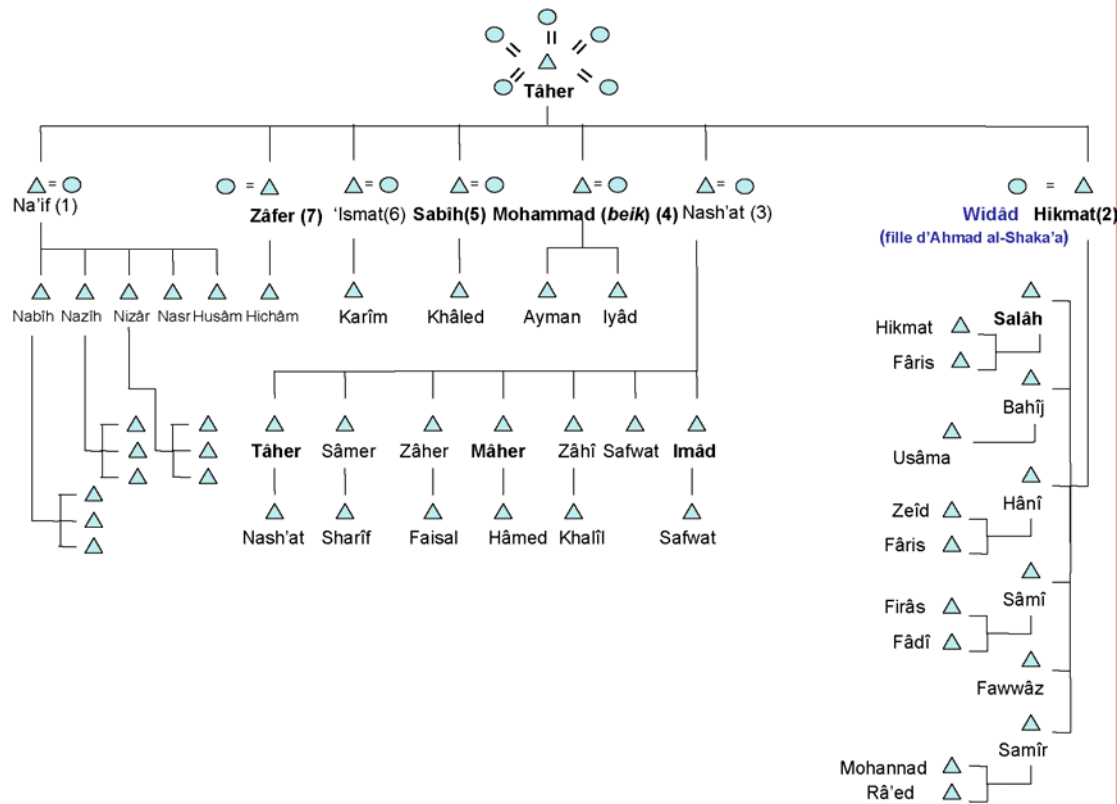 Tâher
Na'if (1)
Zâfer (7)
'Ismat(6)
Sabîh(5)
Mohammad (beik) (4)
Nash'at (3)
Widâd
Hikmat(2)
(fille d'Ahmad al-Shaka'a)
Nabîh
Nazîh
Nizâr
Nasr
Husâm
Hichâm
Karîm
Khâled
Ayman
Iyâd
Salâh
Hikmat
Fâris
Bahîj
Usâma
Tâher
Sâmer
Zâher
Mâher
Zâhî
Safwat
Imâd
Nash'at
Sharîf
Faisal
Hâmed
Khalîl
Safwat
Hânî
Zeîd
Fâris
Sâmî
Firâs
Fâdî
Fawwâz
Samîr
Mohannad
Râ'ed